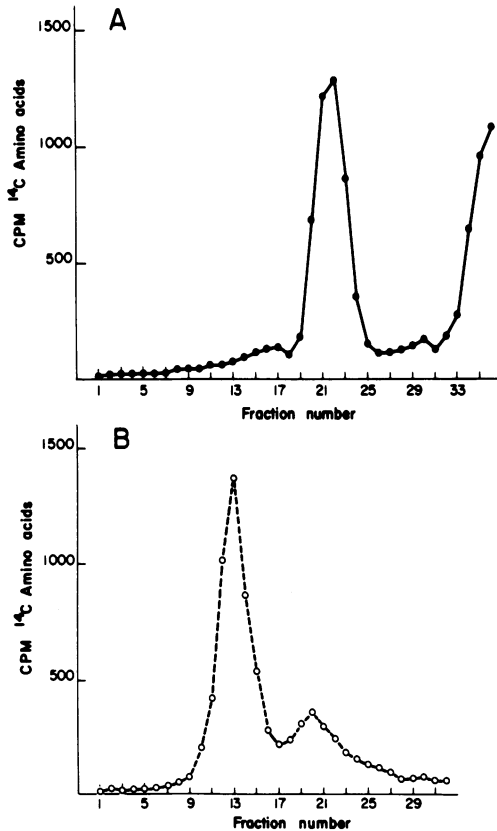 A
1500
1000
500
CPM ¹⁴C Amino acids
1 5 9 13 17 21 25 29 33
Fraction number
B
1500
1000
500
CPM ¹⁴C Amino acids
1 5 9 13 17 21 25 29
Fraction number